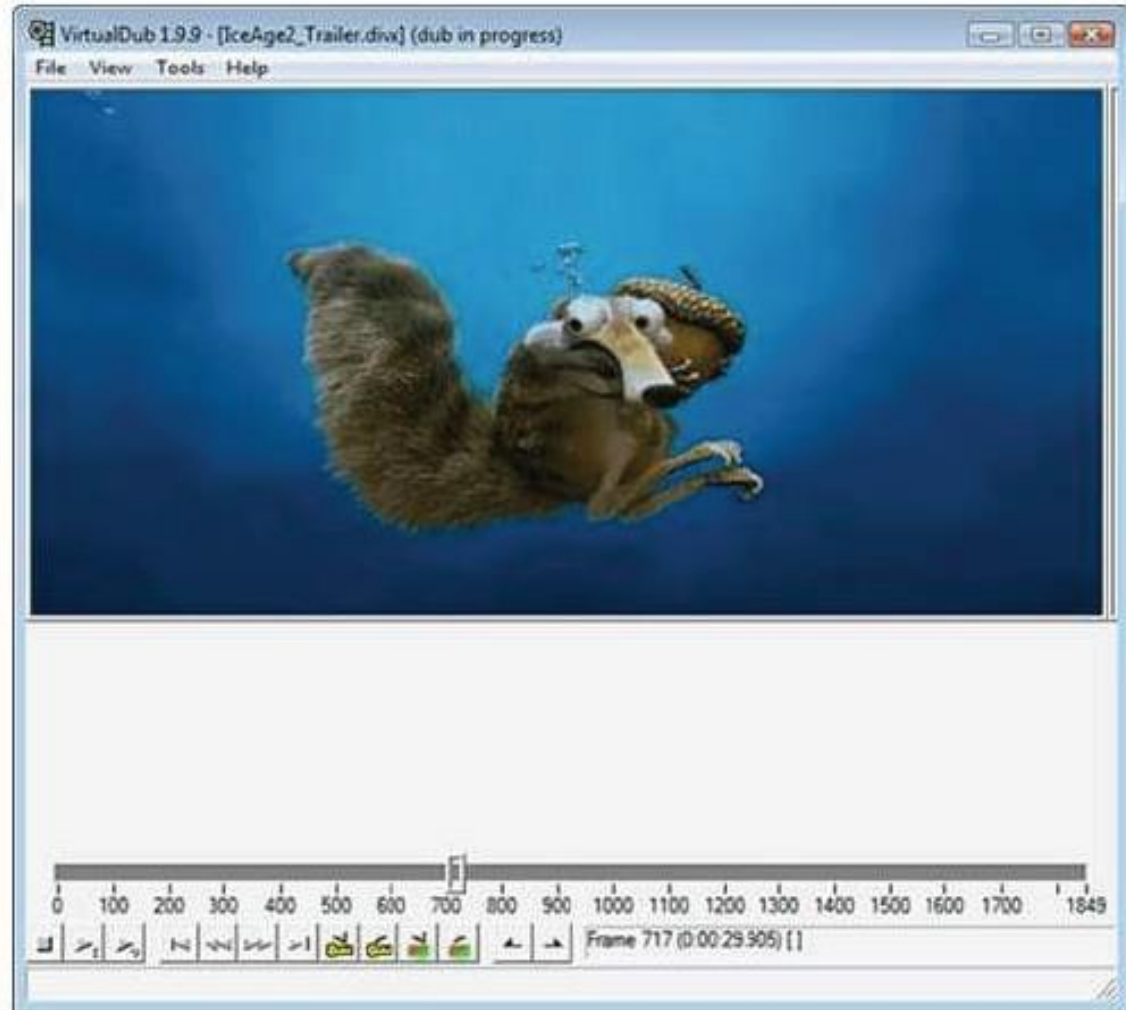 VirtualDub 1.9.9 - [IceAge2_Trailer.divx] (dub in progress)
File View Tools Help
0 100 200 300 400 500 600 700 800 900 1000 1100 1200 1300 1400 1500 1600 1700 1849
Frame 717 (0:00:29.905) [ ]